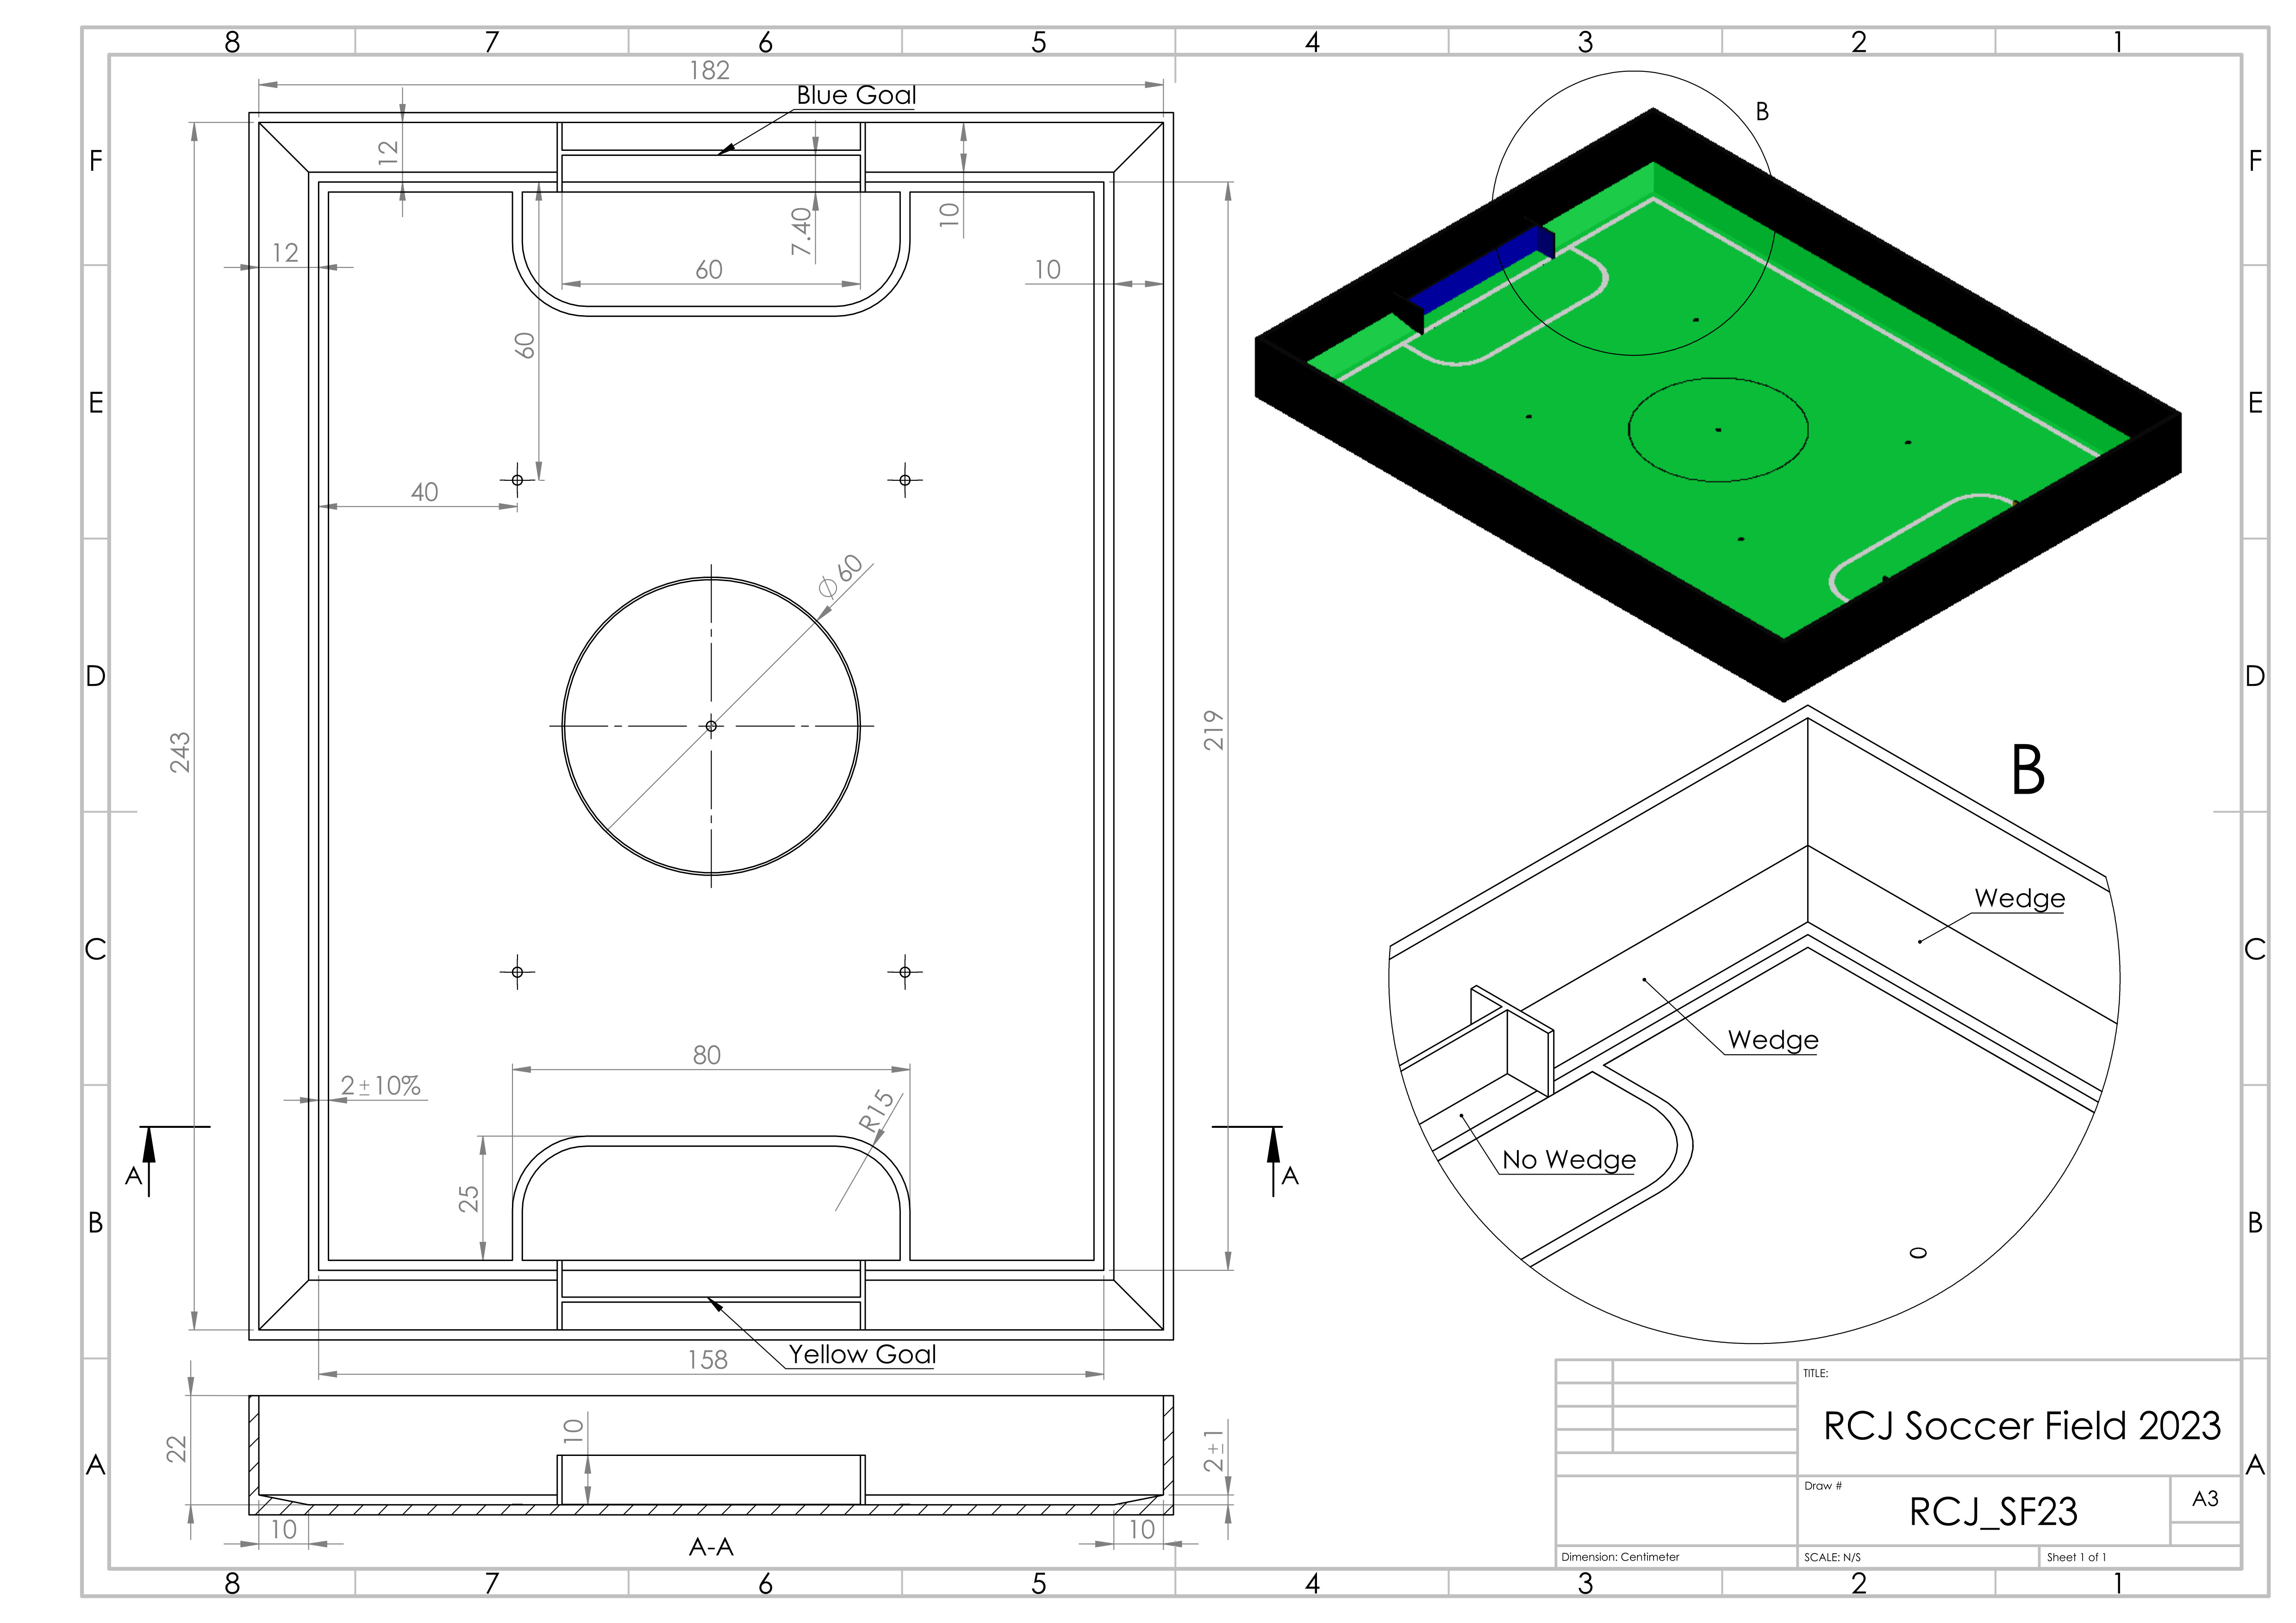 8 7 6 5 4 3 2 1
182
Blue Goal
B
F
12
F
7.40
10
12
60
10
60
E
E
40
⌀60
D
D
243
219
B
Wedge
C
C
Wedge
80
2±10%
R15
No Wedge
A
A
25
B
B
Yellow Goal
158
TITLE:
RCJ Soccer Field 2023
22
10
2±1
A
A
Draw #
RCJ_SF23
A3
10
10
A-A
Dimension: Centimeter
SCALE: N/S
Sheet 1 of 1
8 7 6 5 4 3 2 1